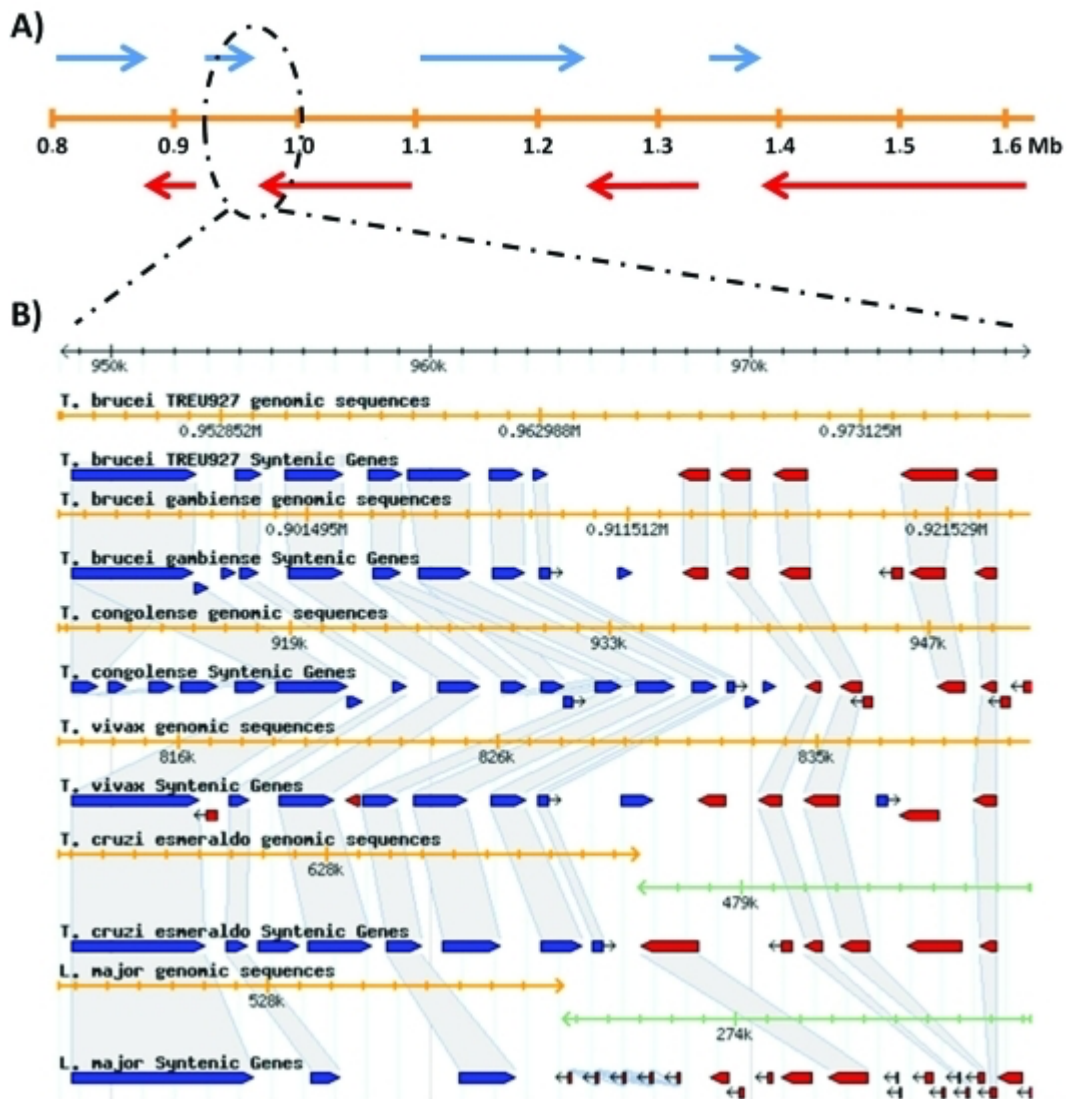 A)
0.8 0.9 1.0 1.1 1.2 1.3 1.4 1.5 1.6 Mb
B)
950k 960k 970k
T. brucei TREU927 genomic sequences
0.952852M 0.962988M 0.973125M
T. brucei TREU927 Syntenic Genes
T. brucei gambiense genomic sequences
0.901495M 0.911512M 0.921529M
T. brucei gambiense Syntenic Genes
T. congolense genomic sequences
919k 933k 947k
T. congolense Syntenic Genes
T. vivax genomic sequences
816k 826k 835k
T. vivax Syntenic Genes
T. cruzi esmeraldo genomic sequences
628k
479k
T. cruzi esmeraldo Syntenic Genes
L. major genomic sequences
528k
274k
L. major Syntenic Genes